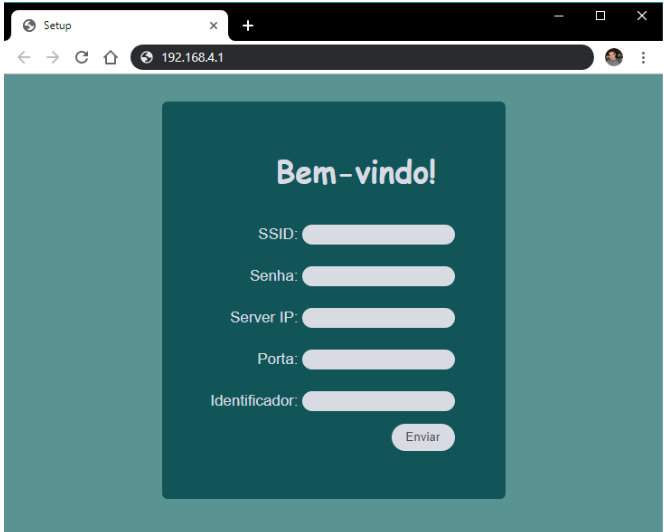 Setup
192.168.4.1
Bem-vindo!
SSID:
Senha:
Server IP:
Porta:
Identificador:
Enviar